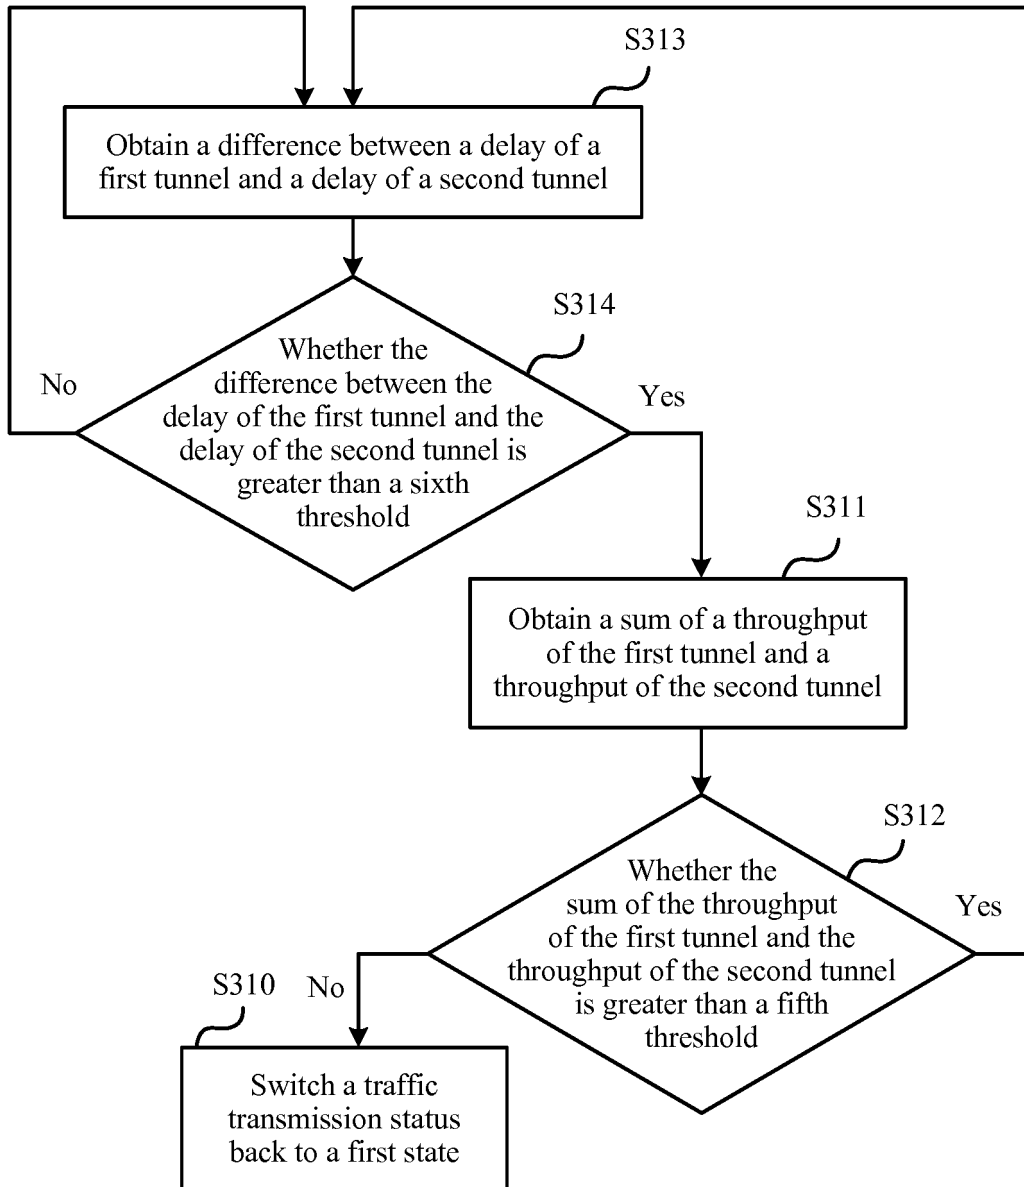 S313
Obtain a difference between a delay of a
first tunnel and a delay of a second tunnel
S314
Whether the
difference between the
delay of the first tunnel and the
delay of the second tunnel is
greater than a sixth
threshold
No
Yes
S311
Obtain a sum of a throughput
of the first tunnel and a
throughput of the second tunnel
S312
Whether the
sum of the throughput
of the first tunnel and the
throughput of the second tunnel
is greater than a fifth
threshold
Yes
No
S310
Switch a traffic
transmission status
back to a first state